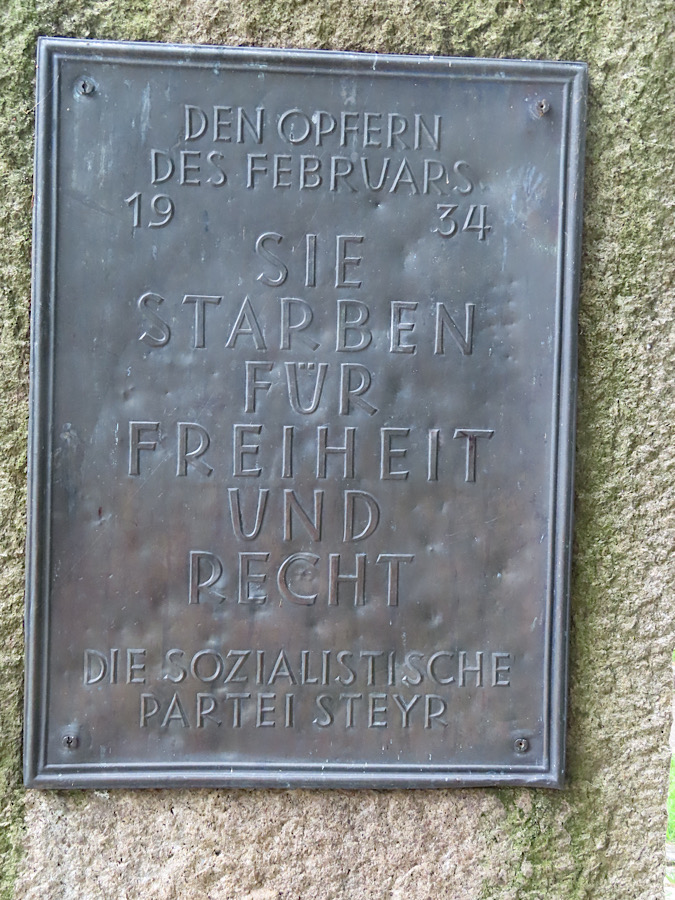 DEN OPFERN
DES FEBRUARS
19 34
SIE
STARBEN
FÜR
FREIHEIT
UND
RECHT
DIE SOZIALISTISCHE
PARTEI STEYR